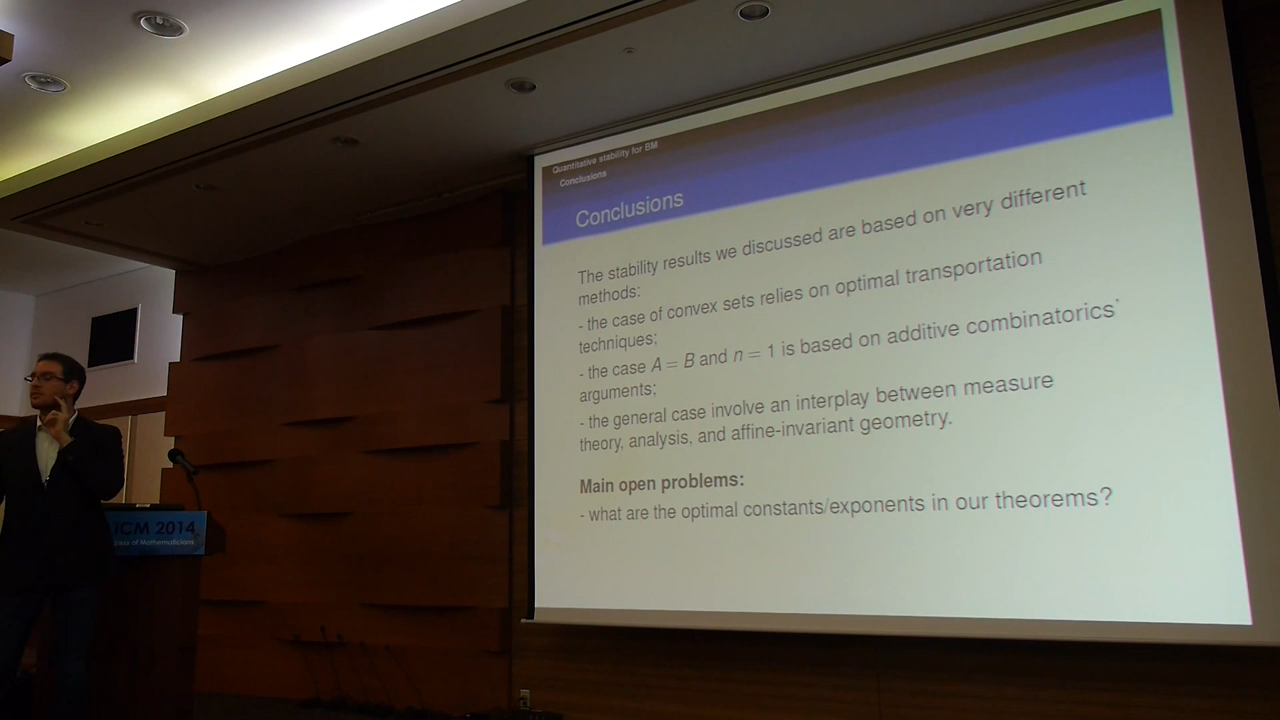 Quantitative stability for BM
Conclusions
Conclusions
The stability results we discussed are based on very different
methods:
- the case of convex sets relies on optimal transportation
techniques;
- the case A = B and n = 1 is based on additive combinatorics'
arguments;
- the general case involve an interplay between measure
theory, analysis, and affine-invariant geometry.
Main open problems:
- what are the optimal constants/exponents in our theorems?
ICM 2014
of Mathematicians